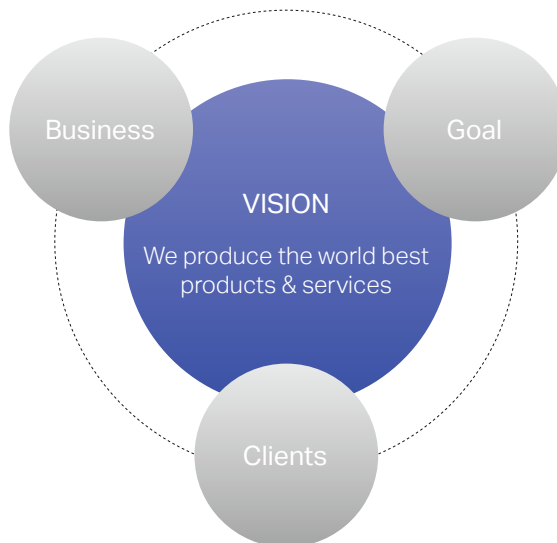 Business
Goal
VISION
We produce the world best
products & services
Clients